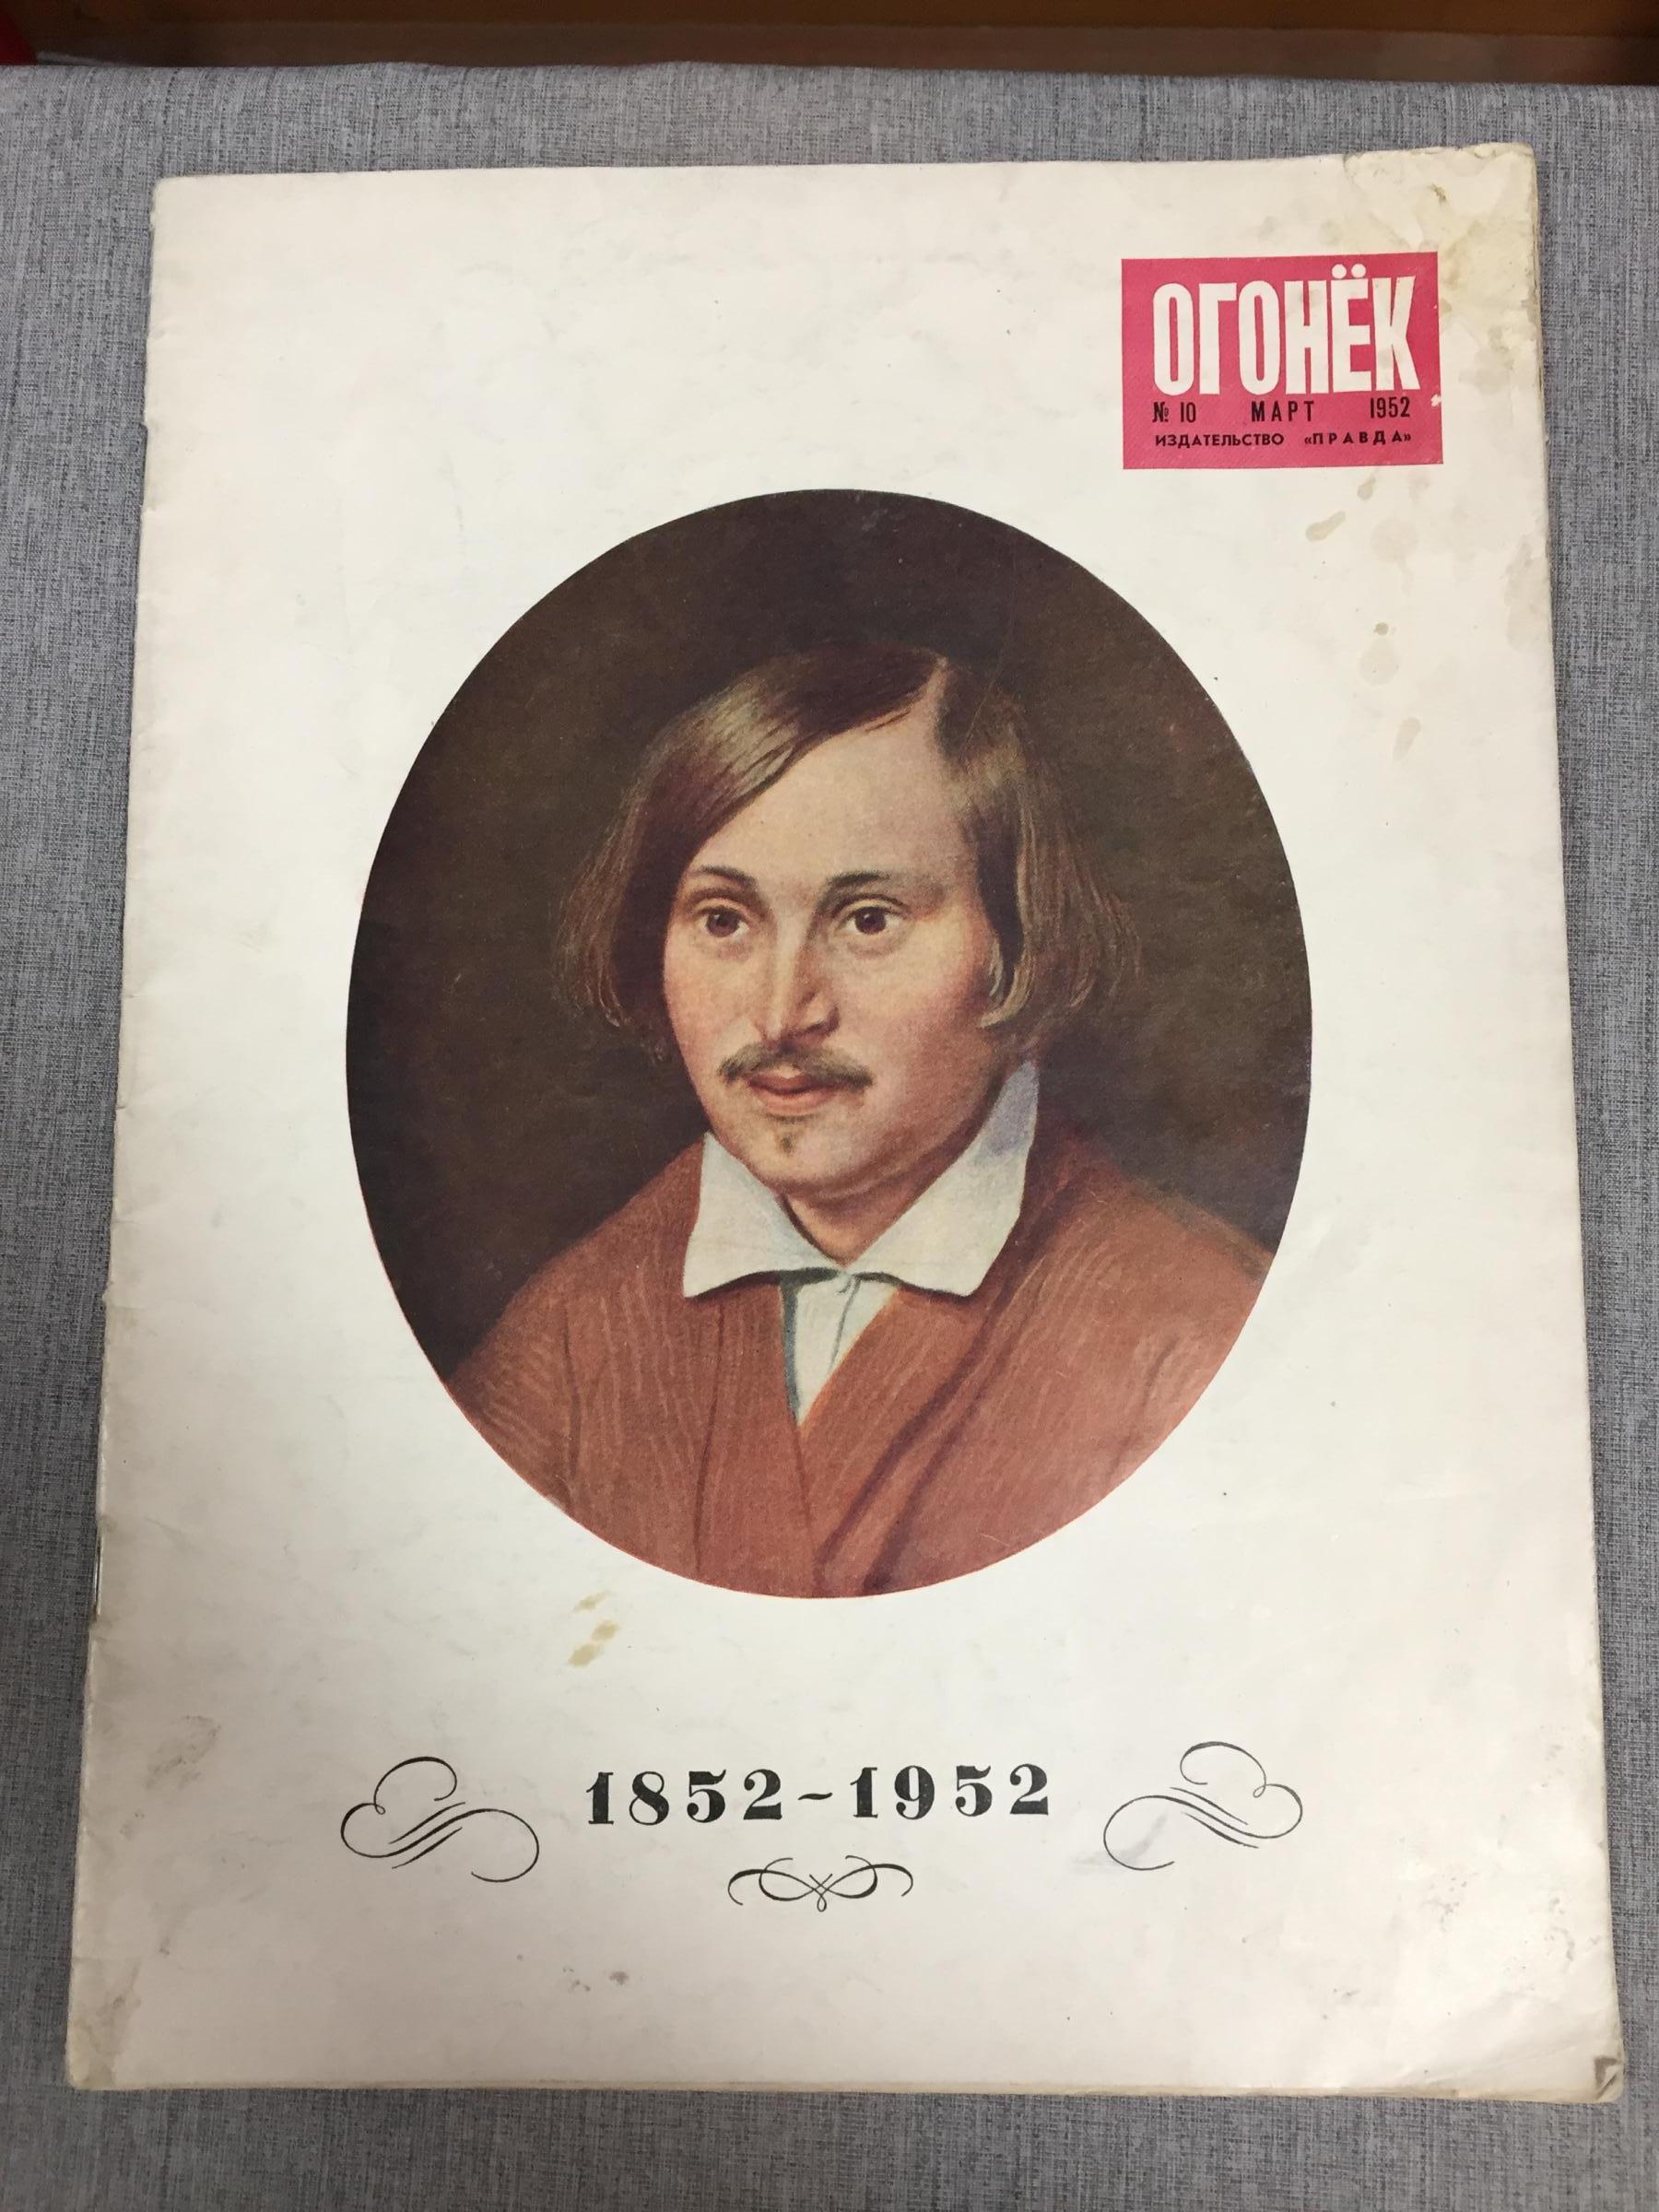 ОГОНЁК
№ 10 МАРТ 1952
ИЗДАТЕЛЬСТВО «ПРАВДА»
1852-1952